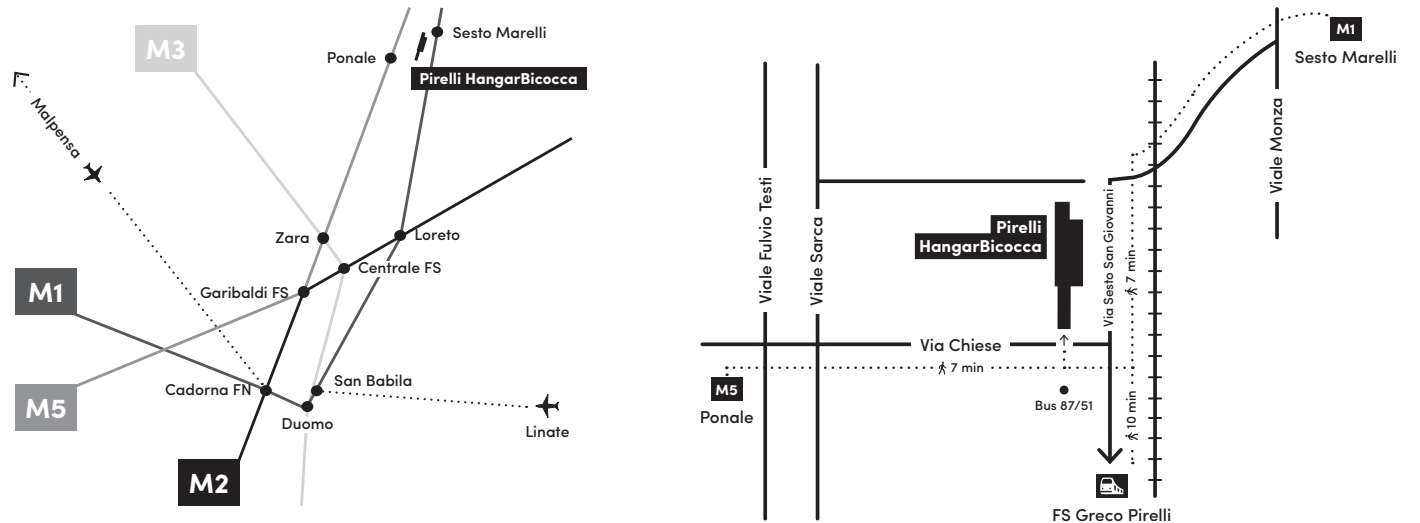 M3
Ponale
Sesto Marelli
Pirelli HangarBicocca
Malpensa
Zara
Loreto
Centrale FS
Garibaldi FS
M1
M5
Cadorna FN
San Babila
Duomo
Linate
M2
M1
Sesto Marelli
Viale Monza
Viale Fulvio Testi
Viale Sarca
Pirelli
HangarBicocca
Via Sesto San Giovanni
7 min
Via Chiese
7 min
M5
Ponale
Bus 87/51
10 min
FS Greco Pirelli